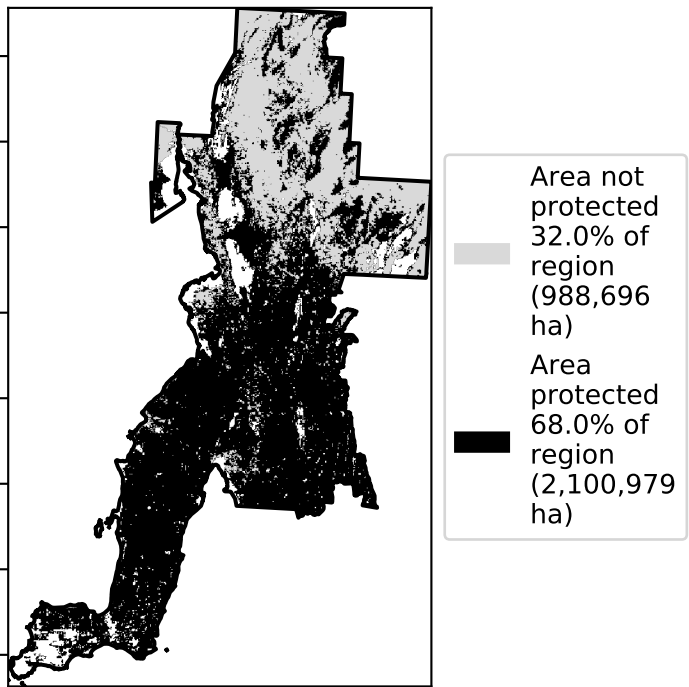 Area not
protected
32.0% of
region
(988,696
ha)
Area
protected
68.0% of
region
(2,100,979
ha)